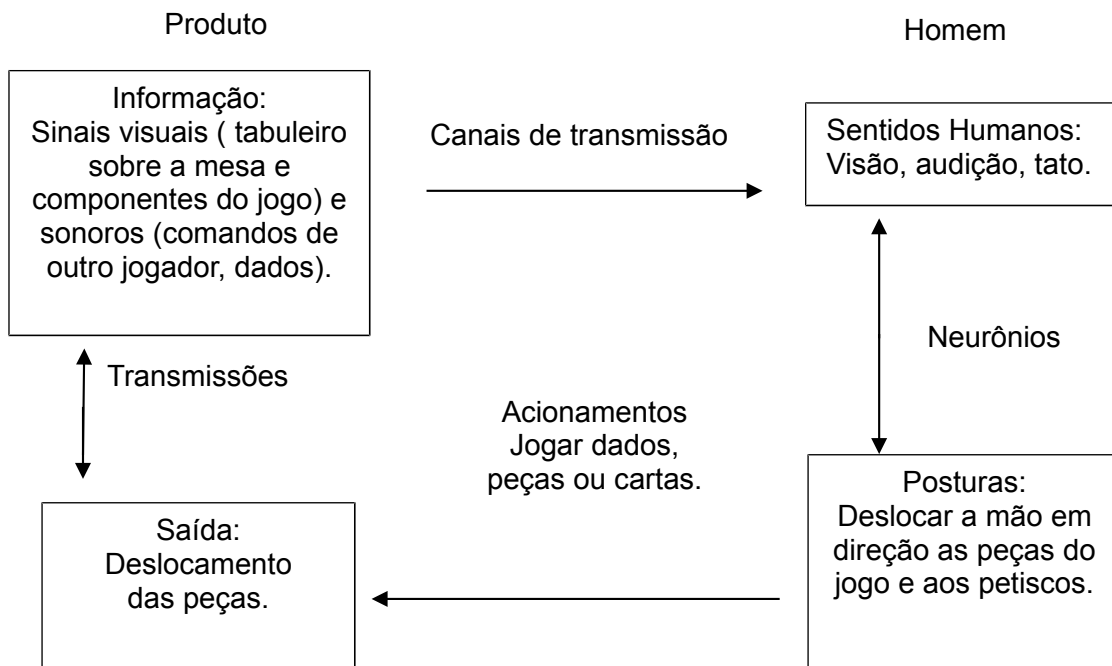 Produto
Homem
Informação:
Sinais visuais ( tabuleiro
sobre a mesa e
componentes do jogo) e
sonoros (comandos de
outro jogador, dados).
Canais de transmissão
Sentidos Humanos:
Visão, audição, tato.
Transmissões
Neurônios
Acionamentos
Jogar dados,
peças ou cartas.
Saída:
Deslocamento
das peças.
Posturas:
Deslocar a mão em
direção as peças do
jogo e aos petiscos.